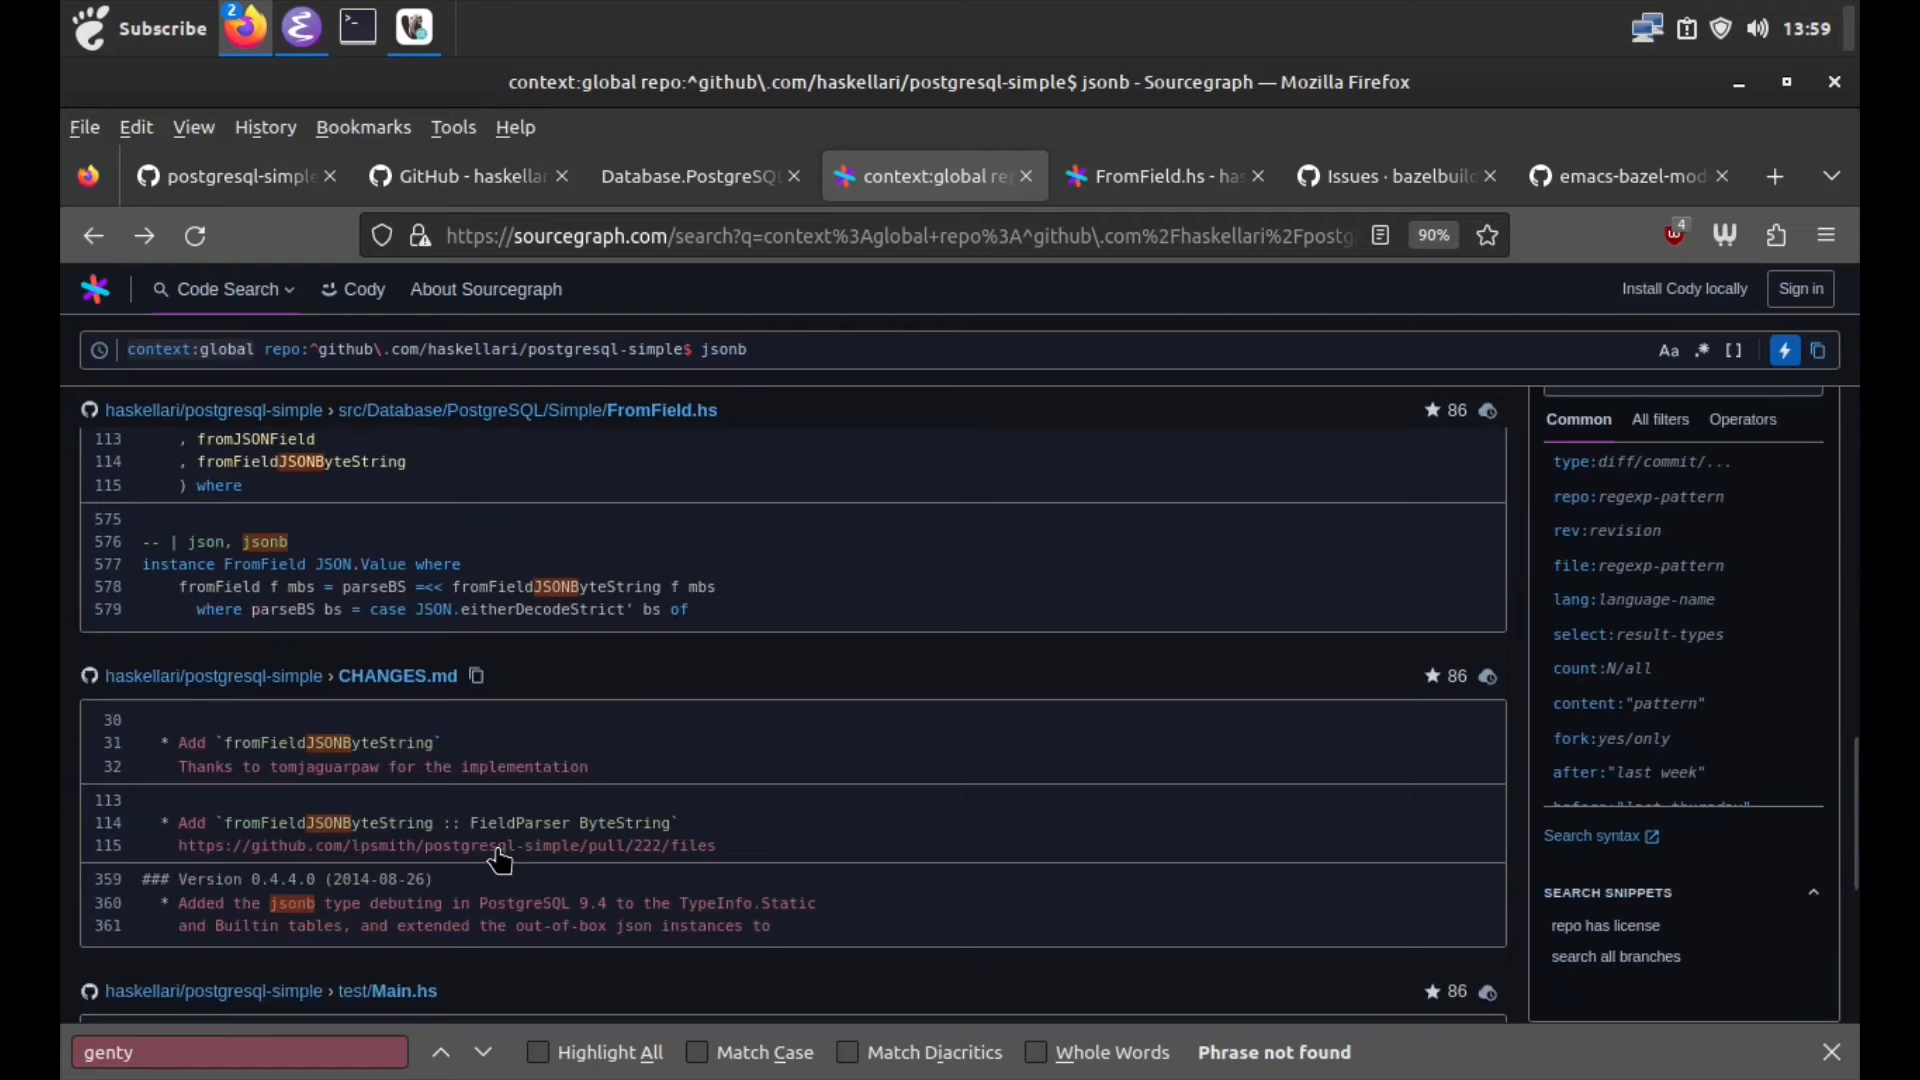 Subscribe
2
13:59
context:global repo:^github\.com/haskellari/postgresql-simple$ jsonb - Sourcegraph — Mozilla Firefox
File Edit View History Bookmarks Tools Help
postgresql-simple
GitHub - haskellar
Database.PostgreSQL
context:global re
FromField.hs - has
Issues · bazelbuild
emacs-bazel-mod
https://sourcegraph.com/search?q=context%3Aglobal+repo%3A^github\.com%2Fhaskellari%2Fpostg
90%
4
Code Search
Cody
About Sourcegraph
Install Cody locally
Sign in
context:global repo:^github\.com/haskellari/postgresql-simple$ jsonb
Aa .* []
haskellari/postgresql-simple › src/Database/PostgreSQL/Simple/FromField.hs
86
113 , fromJSONField
114 , fromFieldJSONByteString
115 ) where
575
576 -- | json, jsonb
577 instance FromField JSON.Value where
578 fromField f mbs = parseBS =<< fromFieldJSONByteString f mbs
579 where parseBS bs = case JSON.eitherDecodeStrict' bs of
haskellari/postgresql-simple › CHANGES.md
86
30
31 * Add `fromFieldJSONByteString`
32 Thanks to tomjaguarpaw for the implementation
113
114 * Add `fromFieldJSONByteString :: FieldParser ByteString`
115 https://github.com/lpsmith/postgresql-simple/pull/222/files
359 ### Version 0.4.4.0 (2014-08-26)
360 * Added the jsonb type debuting in PostgreSQL 9.4 to the TypeInfo.Static
361 and Builtin tables, and extended the out-of-box json instances to
haskellari/postgresql-simple › test/Main.hs
86
Common All filters Operators
type:diff/commit/...
repo:regexp-pattern
rev:revision
file:regexp-pattern
lang:language-name
select:result-types
count:N/all
content:"pattern"
fork:yes/only
after:"last week"
before:"last thursday"
Search syntax
SEARCH SNIPPETS
repo has license
search all branches
genty
Highlight All
Match Case
Match Diacritics
Whole Words
Phrase not found